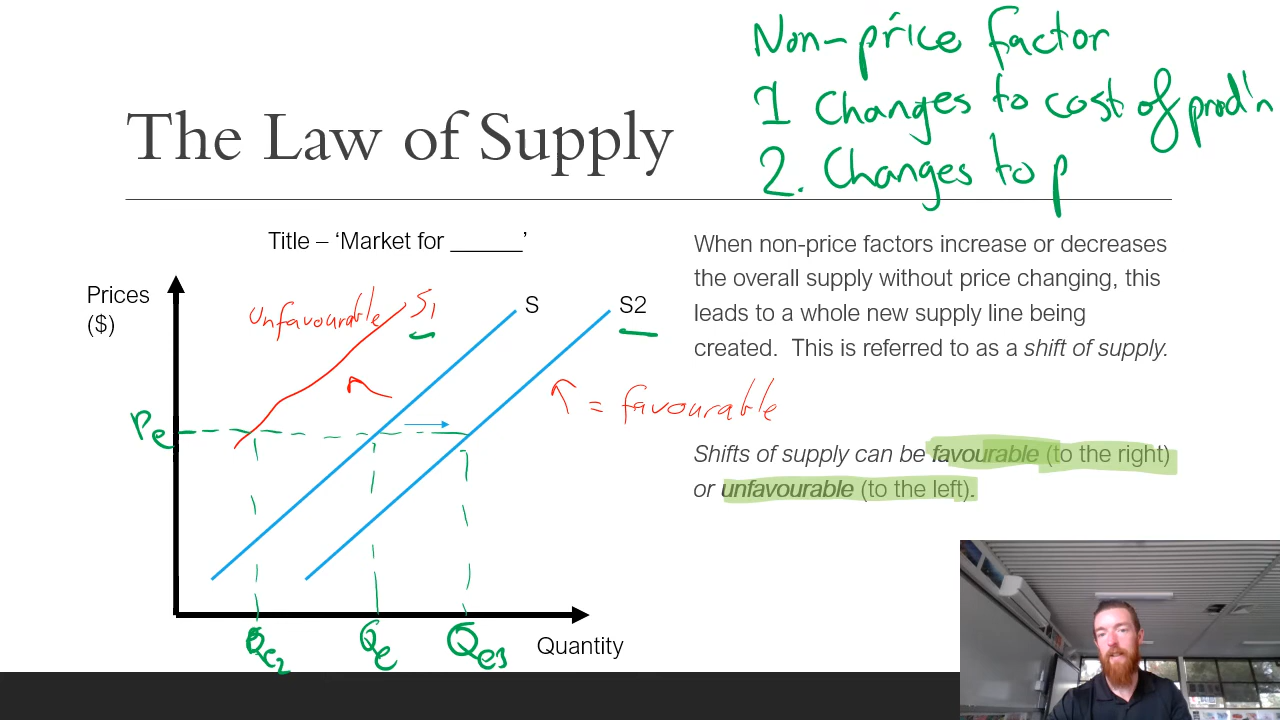 Non-price factor
1 Changes to cost of prod'n
2. Changes to p
The Law of Supply
Title – ‘Market for ______’
Prices
($)
Unfavourable
S1
S
S2
↑ = favourable
Pe
Qe2
Qe
Qe3
Quantity
When non-price factors increase or decreases
the overall supply without price changing, this
leads to a whole new supply line being
created. This is referred to as a shift of supply.
Shifts of supply can be favourable (to the right)
or unfavourable (to the left).